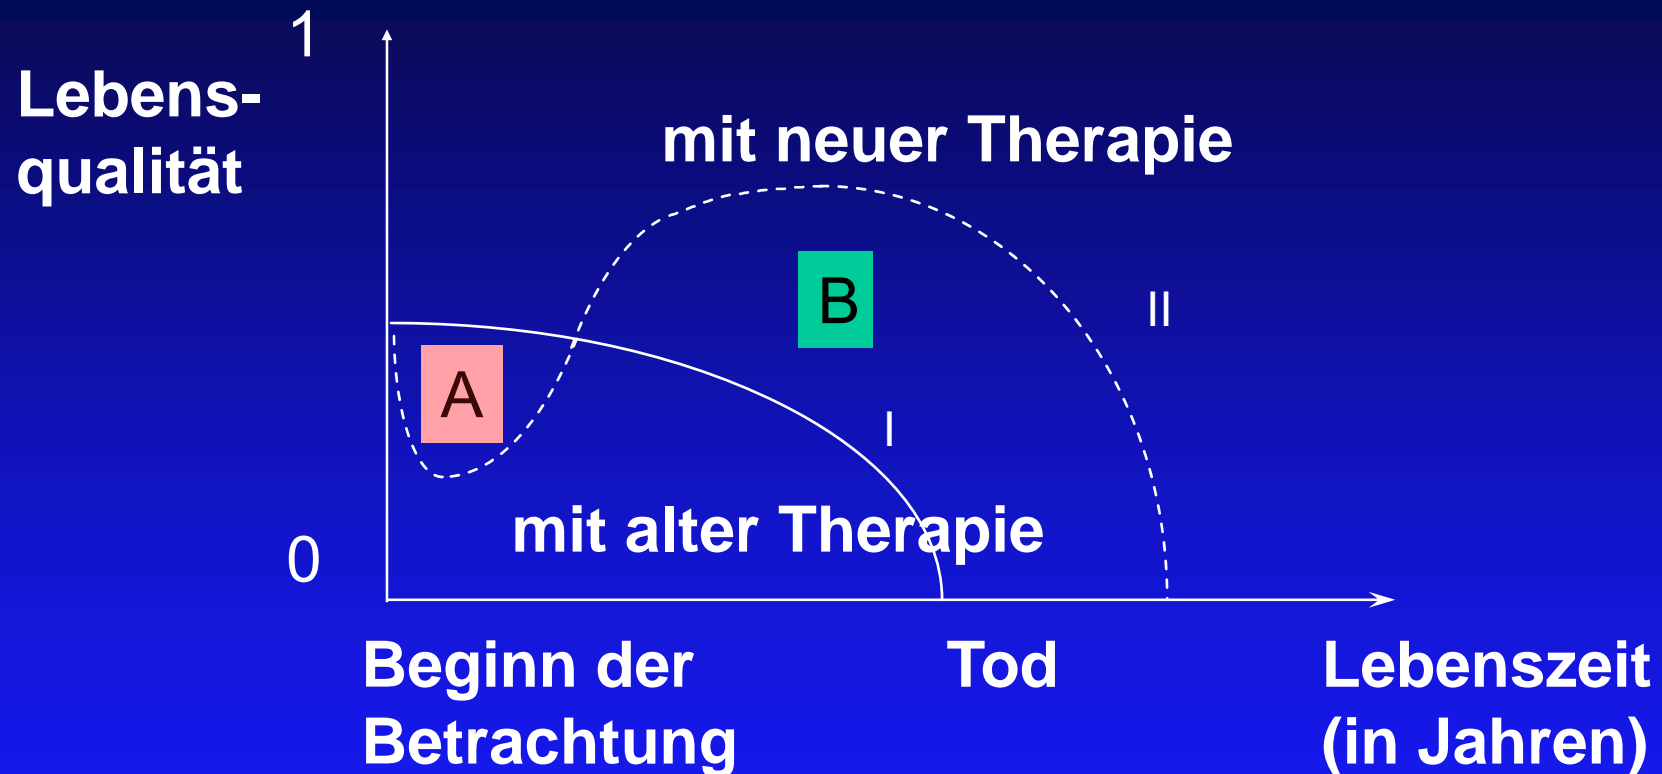 1
Lebens-
qualität
mit neuer Therapie
B
II
A
I
mit alter Therapie
0
Beginn der
Betrachtung
Tod
Lebenszeit
(in Jahren)